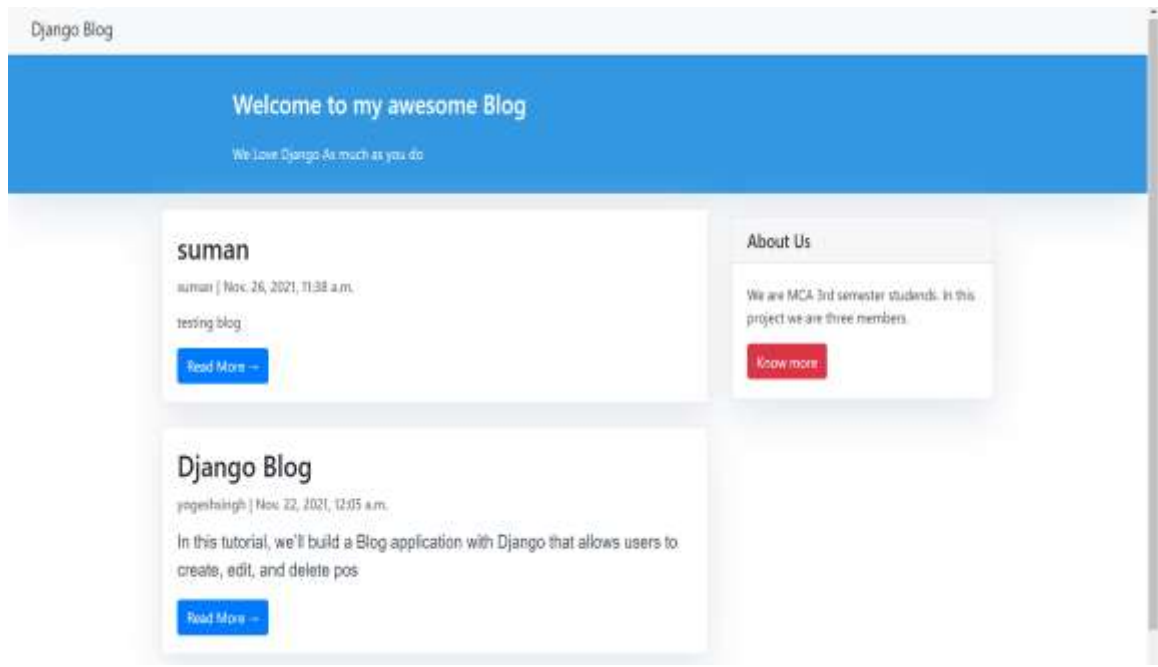 Django Blog
Welcome to my awesome Blog
We Love Django As much as you do
suman
suman | Nov. 26, 2021, 11:38 a.m.
testing blog
Read More →
Django Blog
yogeshsingh | Nov. 22, 2021, 12:05 a.m.
In this tutorial, we'll build a Blog application with Django that allows users to
create, edit, and delete pos
Read More →
About Us
We are MCA 3rd semester studends. In this
project we are three members.
Know more